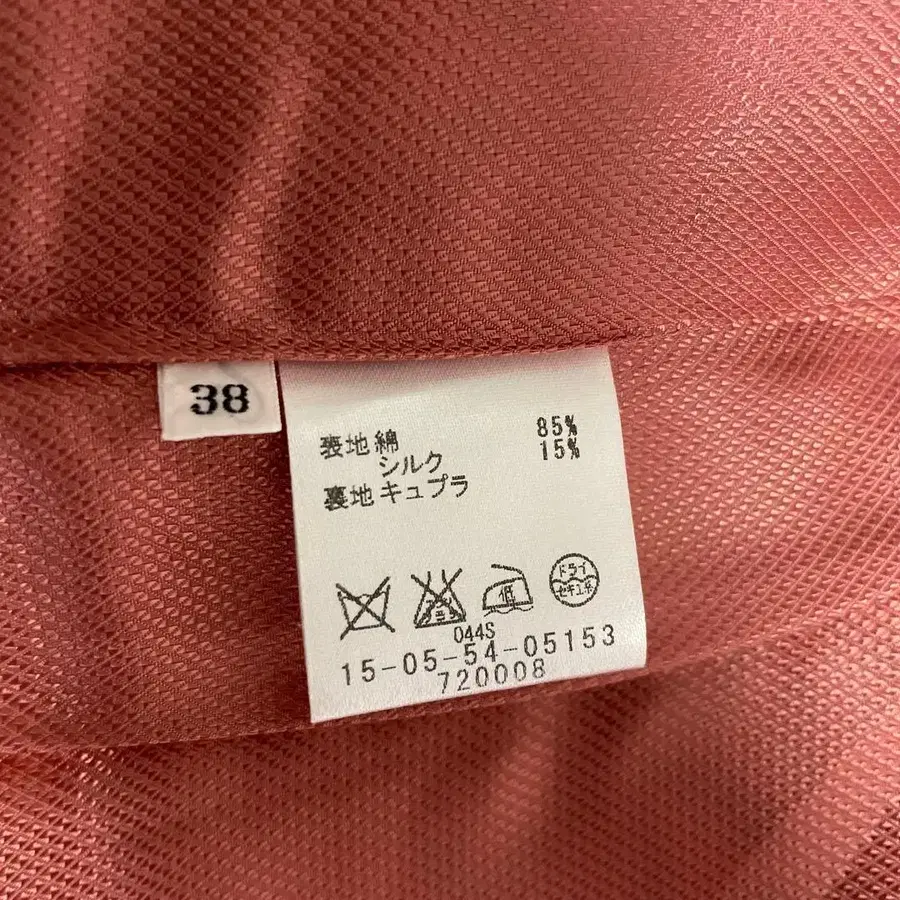 38
表地 綿 85%
シルク 15%
裏地 キュプラ
低
ドライ
セキユ系
044S
15-05-54-05153
720008